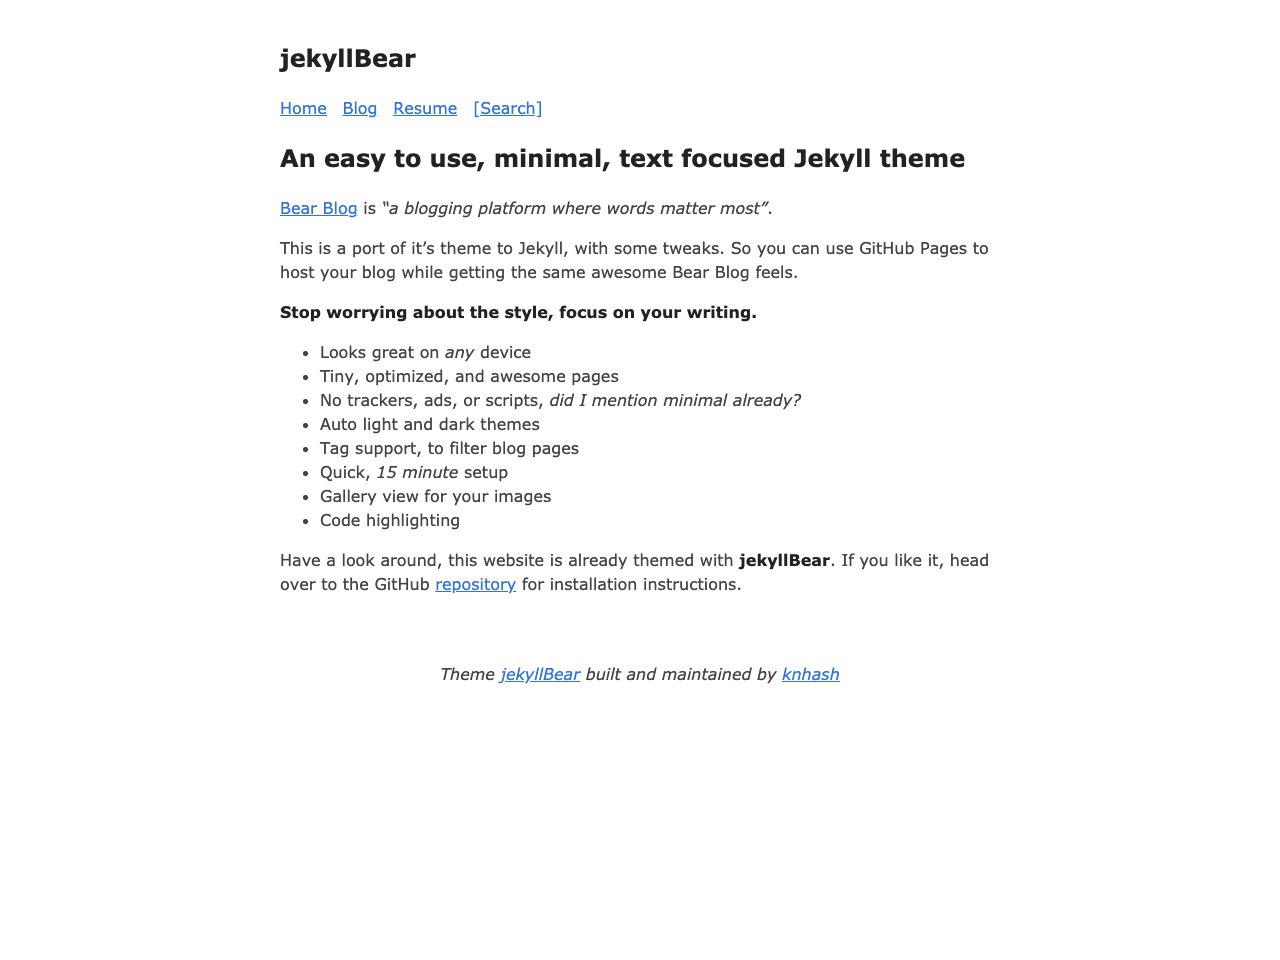 jekyllBear
Home Blog Resume [Search]
An easy to use, minimal, text focused Jekyll theme
Bear Blog is “a blogging platform where words matter most”.
This is a port of it’s theme to Jekyll, with some tweaks. So you can use GitHub Pages to
host your blog while getting the same awesome Bear Blog feels.
Stop worrying about the style, focus on your writing.
• Looks great on any device
• Tiny, optimized, and awesome pages
• No trackers, ads, or scripts, did I mention minimal already?
• Auto light and dark themes
• Tag support, to filter blog pages
• Quick, 15 minute setup
• Gallery view for your images
• Code highlighting
Have a look around, this website is already themed with jekyllBear. If you like it, head
over to the GitHub repository for installation instructions.
Theme jekyllBear built and maintained by knhash